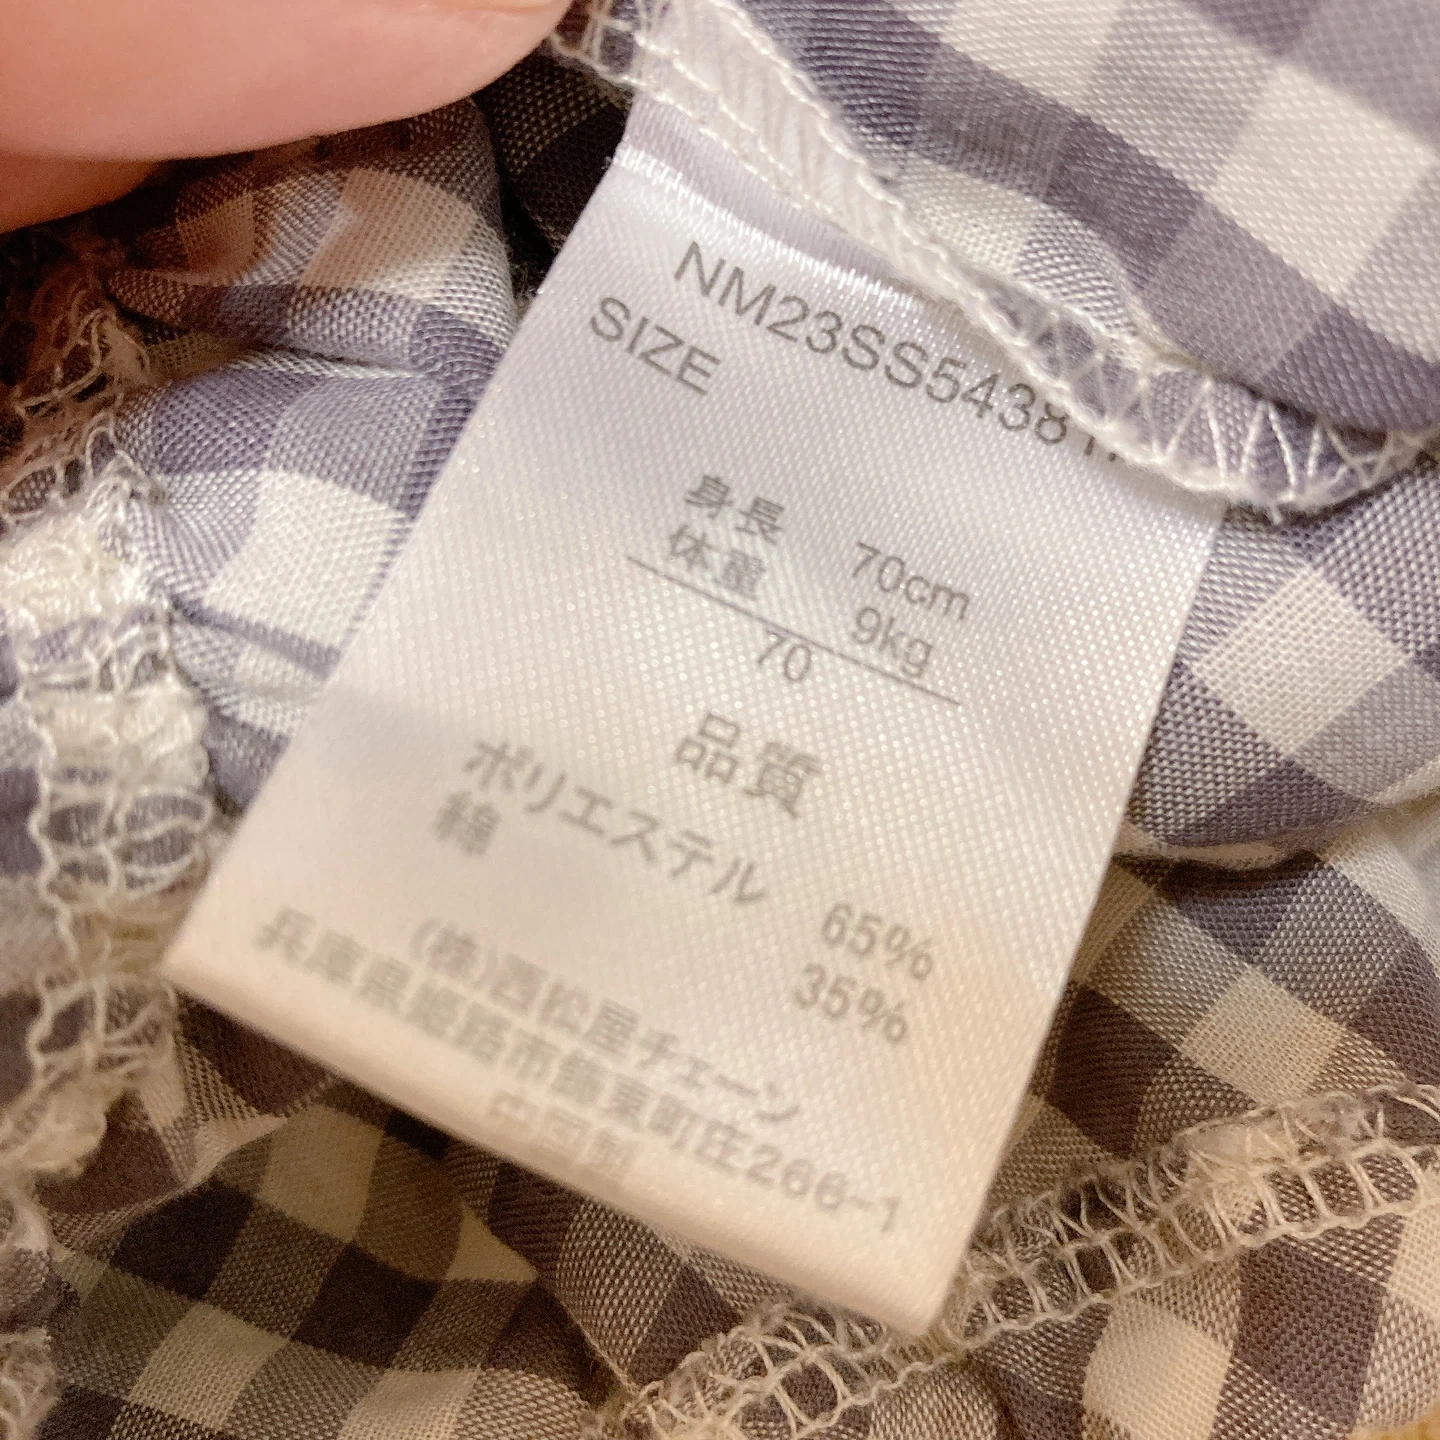 NM23SS5438
SIZE
身長 70cm
体重 9kg
70
品質
ポリエステル 65%
綿 35%
(株)西松屋チェーン
兵庫県姫路市飾東町庄266-1
中国製